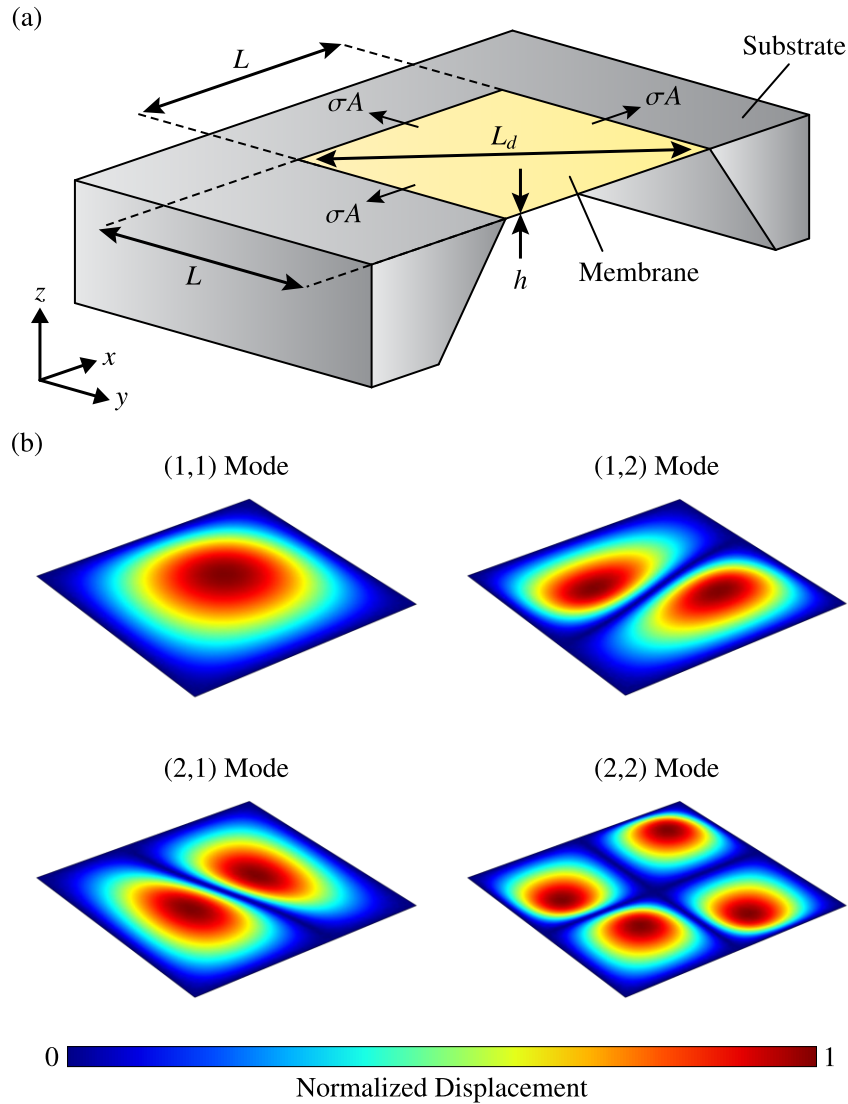 (a)
L
Substrate
σA
σA
L_d
σA
L
h
Membrane
z
x
y
(b)
(1,1) Mode
(1,2) Mode
(2,1) Mode
(2,2) Mode
0
1
Normalized Displacement